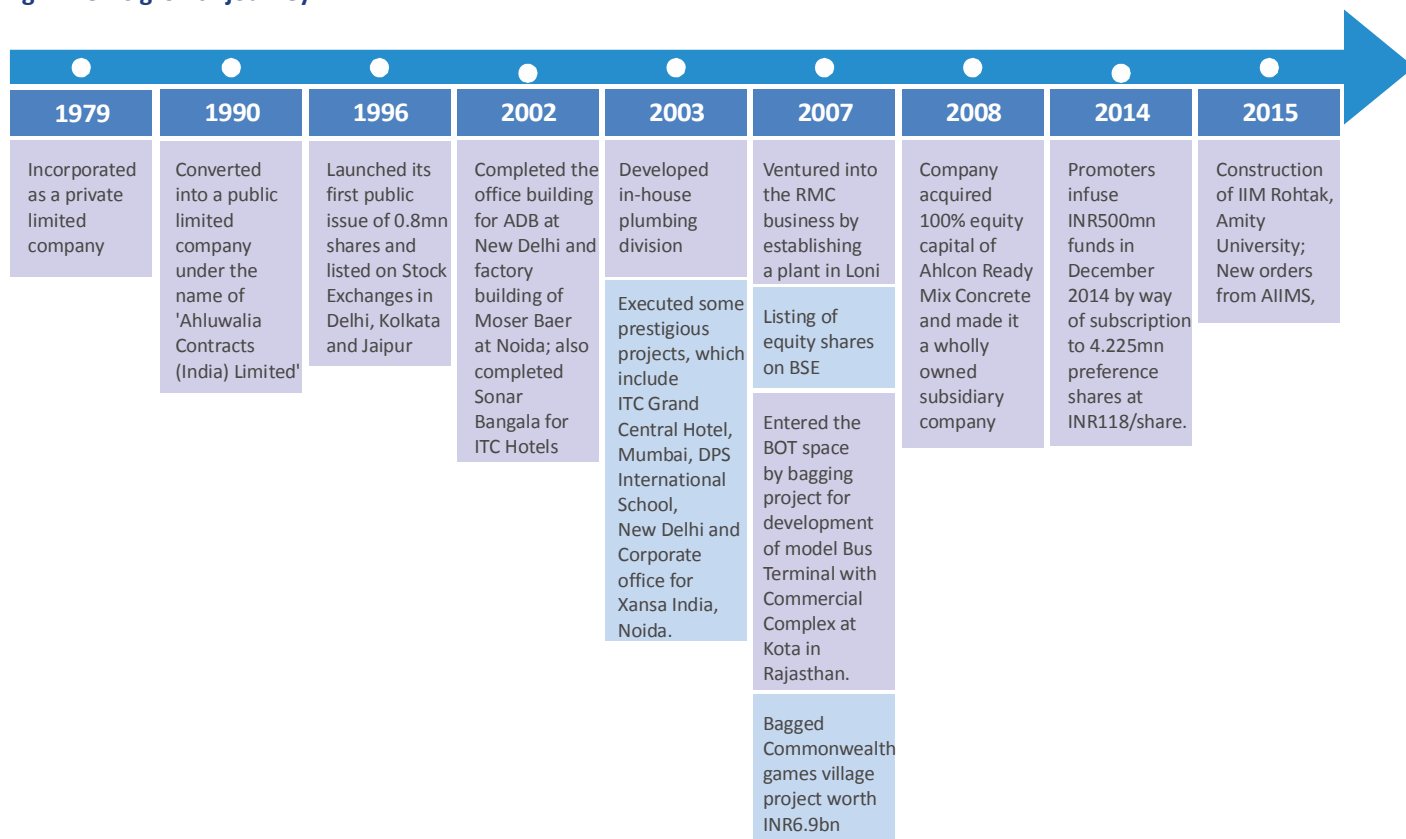 1979
Incorporated
as a private
limited
company
1990
Converted
into a public
limited
company
under the
name of
'Ahluwalia
Contracts
(India) Limited'
1996
Launched its
first public
issue of 0.8mn
shares and
listed on Stock
Exchanges in
Delhi, Kolkata
and Jaipur
2002
Completed the
office building
for ADB at
New Delhi and
factory
building of
Moser Baer
at Noida; also
completed
Sonar
Bangala for
ITC Hotels
2003
Developed
in-house
plumbing
division
Executed some
prestigious
projects, which
include
ITC Grand
Central Hotel,
Mumbai, DPS
International
School,
New Delhi and
Corporate
office for
Xansa India,
Noida.
2007
Ventured into
the RMC
business by
establishing
a plant in Loni
Listing of
equity shares
on BSE
Entered the
BOT space
by bagging
project for
development
of model Bus
Terminal with
Commercial
Complex at
Kota in
Rajasthan.
Bagged
Commonwealth
games village
project worth
INR6.9bn
2008
Company
acquired
100% equity
capital of
Ahlcon Ready
Mix Concrete
and made it
a wholly
owned
subsidiary
company
2014
Promoters
infuse
INR500mn
funds in
December
2014 by way
of subscription
to 4.225mn
preference
shares at
INR118/share.
2015
Construction
of IIM Rohtak,
Amity
University;
New orders
from AIIMS,